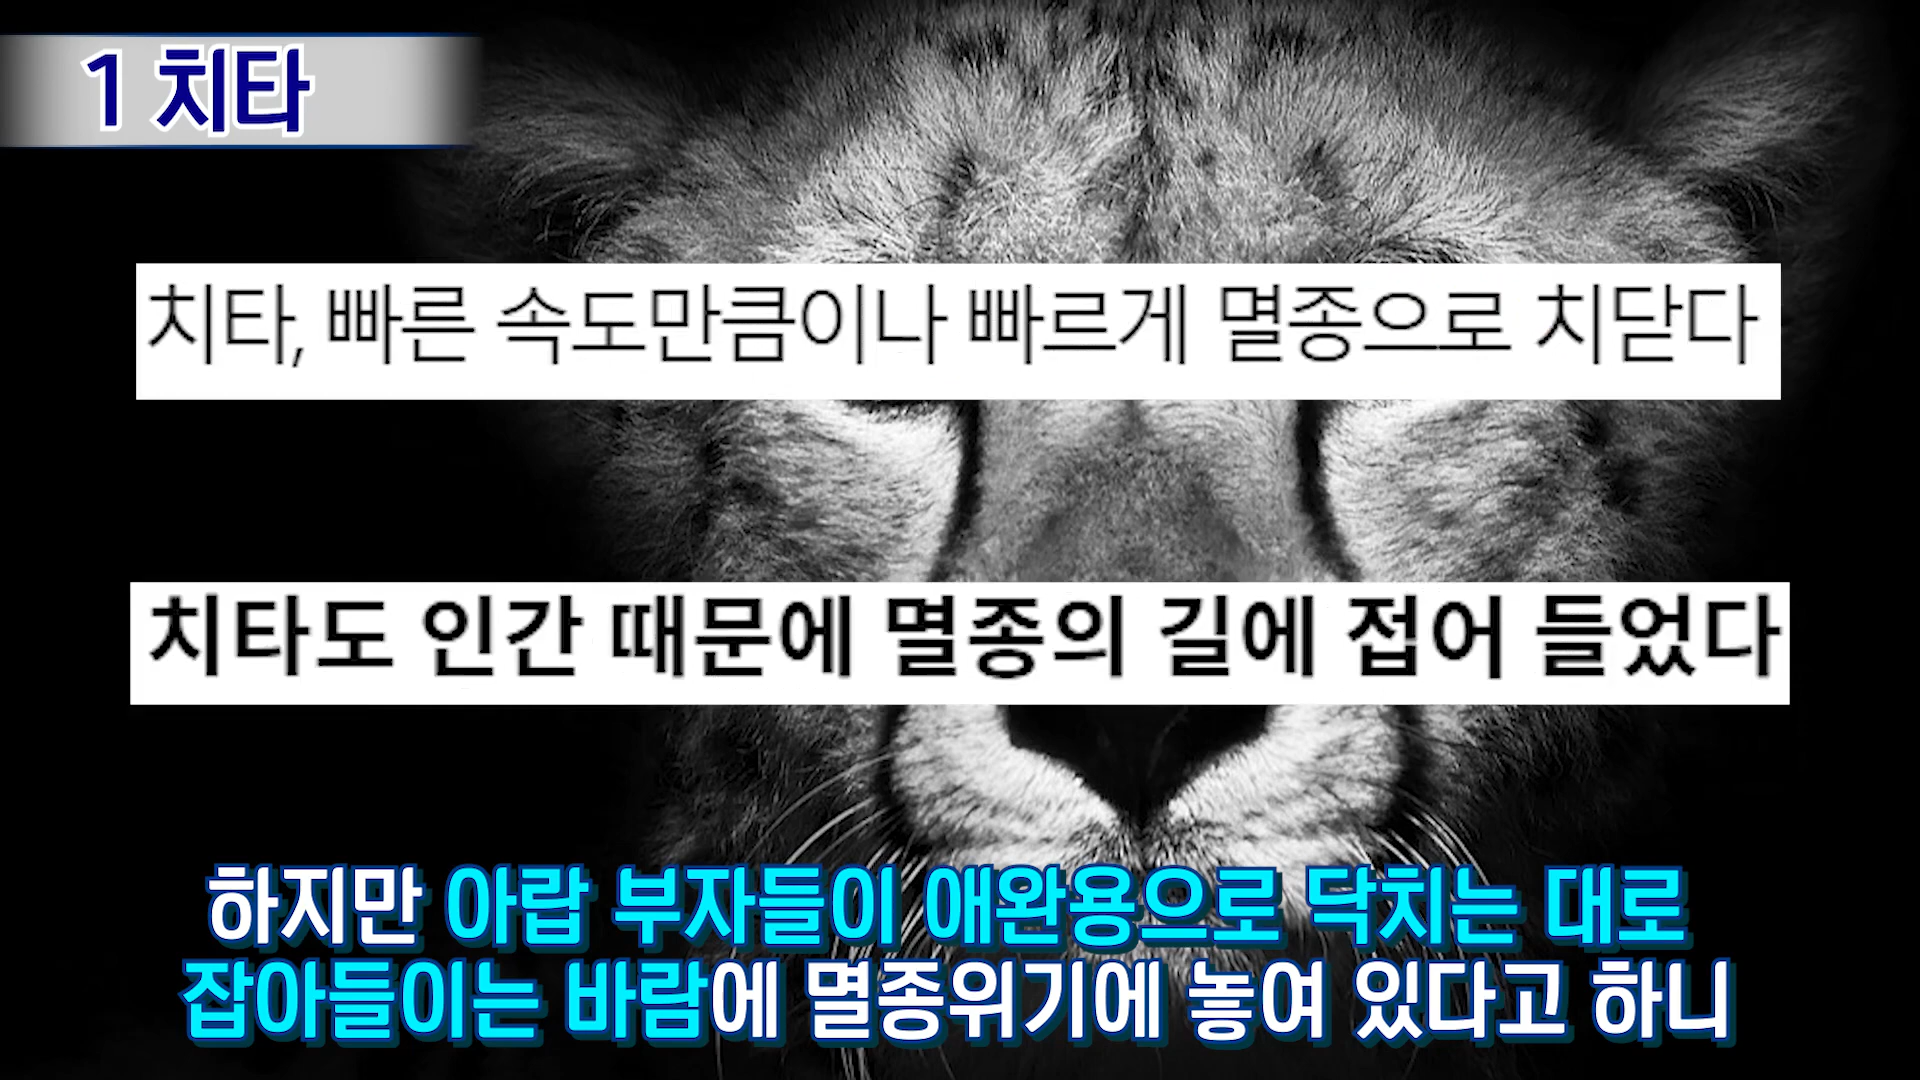 1 치타
치타, 빠른 속도만큼이나 빠르게 멸종으로 치닫다
치타도 인간 때문에 멸종의 길에 접어 들었다
하지만 아랍 부자들이 애완용으로 닥치는 대로
잡아들이는 바람에 멸종위기에 놓여 있다고 하니